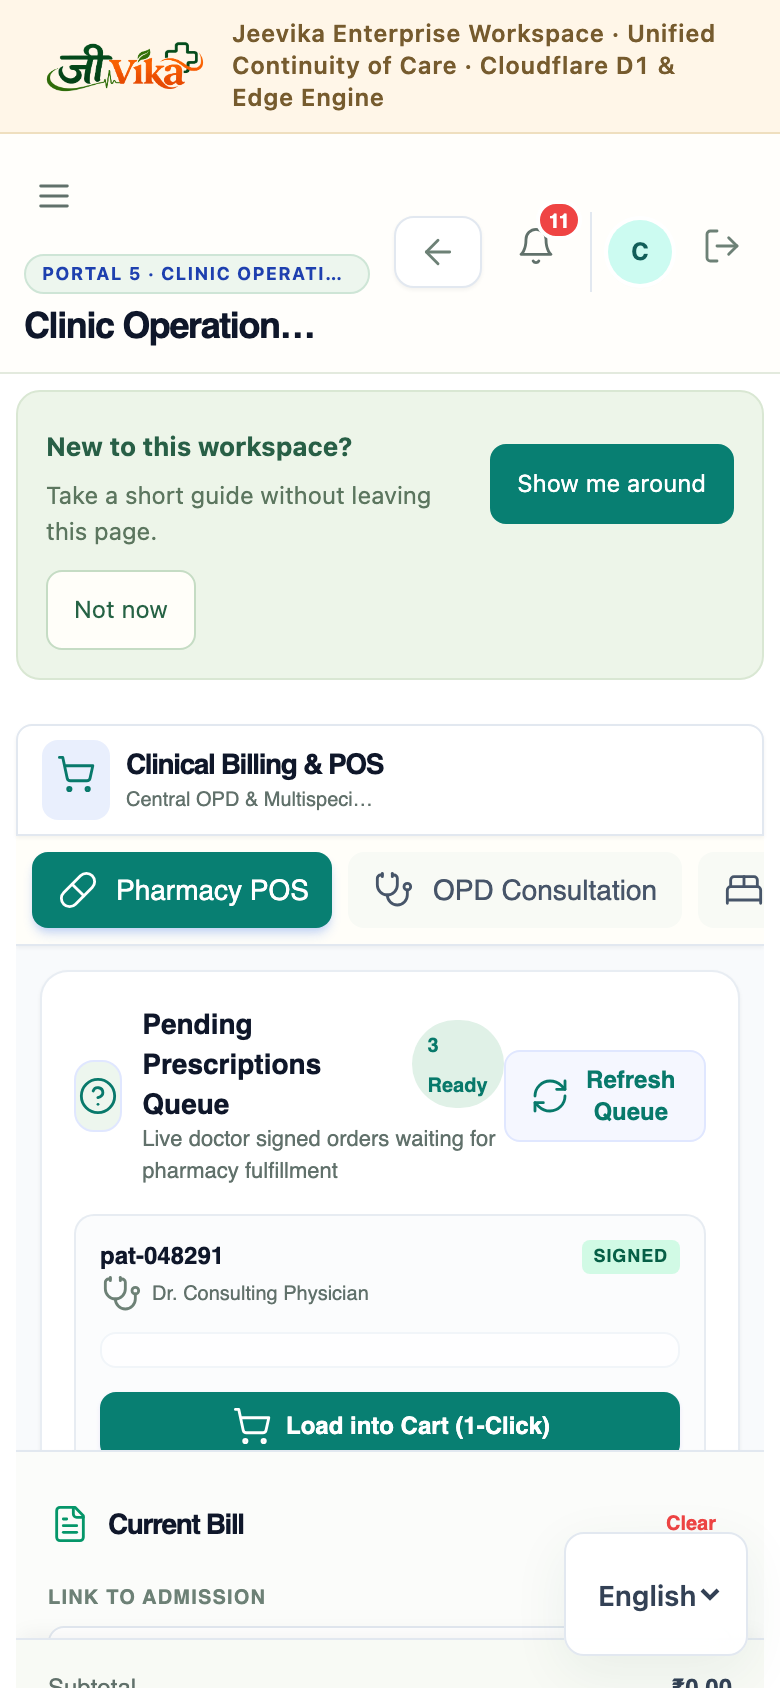 जीvika
Jeevika Enterprise Workspace · Unified
Continuity of Care · Cloudflare D1 &
Edge Engine
11
C
PORTAL 5 · CLINIC OPERATI...
Clinic Operation...
New to this workspace?
Take a short guide without leaving
this page.
Show me around
Not now
Clinical Billing & POS
Central OPD & Multispeci...
Pharmacy POS
OPD Consultation
Pending
Prescriptions
Queue
3
Ready
Refresh
Queue
Live doctor signed orders waiting for
pharmacy fulfillment
pat-048291
SIGNED
Dr. Consulting Physician
Load into Cart (1-Click)
Current Bill
Clear
LINK TO ADMISSION
English
Subtotal
₹0.00